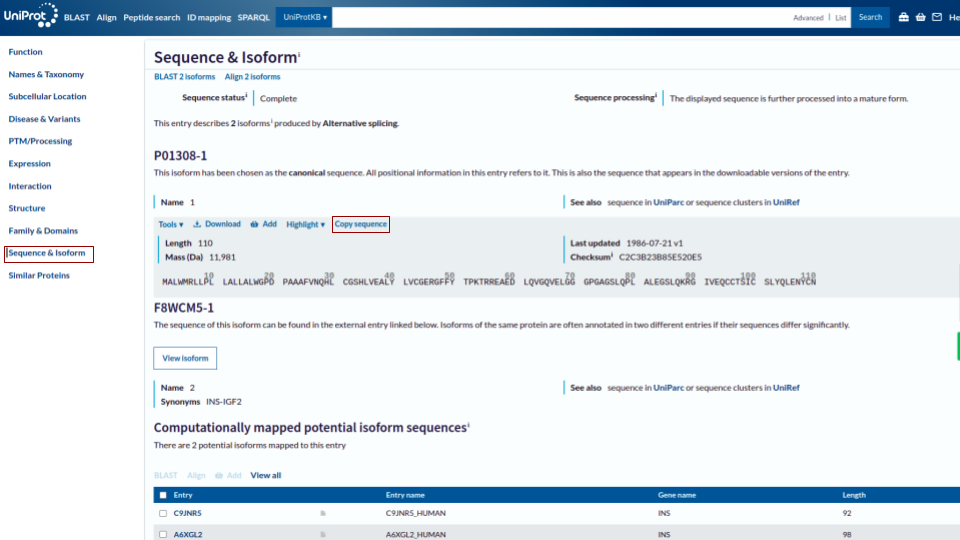 UniProt BLAST Align Peptide search ID mapping SPARQL UniProtKB Advanced | List Search
Function
Names & Taxonomy
Subcellular Location
Disease & Variants
PTM/Processing
Expression
Interaction
Structure
Family & Domains
Sequence & Isoform
Similar Proteins
Sequence & Isoform i
BLAST 2 isoforms Align 2 isoforms
Sequence status i Complete Sequence processing i The displayed sequence is further processed into a mature form.
This entry describes 2 isoforms i produced by Alternative splicing.
P01308-1
This isoform has been chosen as the canonical sequence. All positional information in this entry refers to it. This is also the sequence that appears in the downloadable versions of the entry.
Name 1 See also sequence in UniParc or sequence clusters in UniRef
Tools Download Add Highlight Copy sequence
Length 110 Last updated 1986-07-21 v1
Mass (Da) 11,981 Checksum i C2C3B23B85E520E5
10 20 30 40 50 60 70 80 90 100 110
MALWMRLLPL LALLALWGPD PAAAFVNQHL CGSHLVEALY LVCGERGFFY TPKTRREAED LQVGQVELGG GPGAGSLQPL ALEGSLQKRG IVEQCCTSIC SLYQLENYCN
F8WCM5-1
The sequence of this isoform can be found in the external entry linked below. Isoforms of the same protein are often annotated in two different entries if their sequences differ significantly.
View isoform
Name 2 See also sequence in UniParc or sequence clusters in UniRef
Synonyms INS-IGF2
Computationally mapped potential isoform sequences i
There are 2 potential isoforms mapped to this entry
BLAST Align Add View all
Entry Entry name Gene name Length
C9JNR5 C9JNR5_HUMAN INS 92
A6XGL2 A6XGL2_HUMAN INS 98